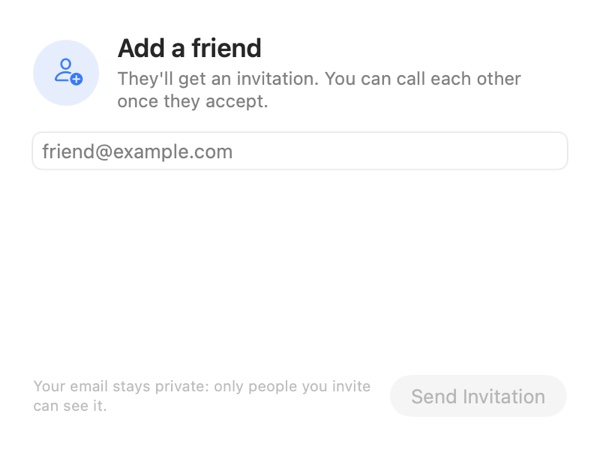 Add a friend
They'll get an invitation. You can call each other
once they accept.
friend@example.com
Your email stays private: only people you invite
can see it.
Send Invitation